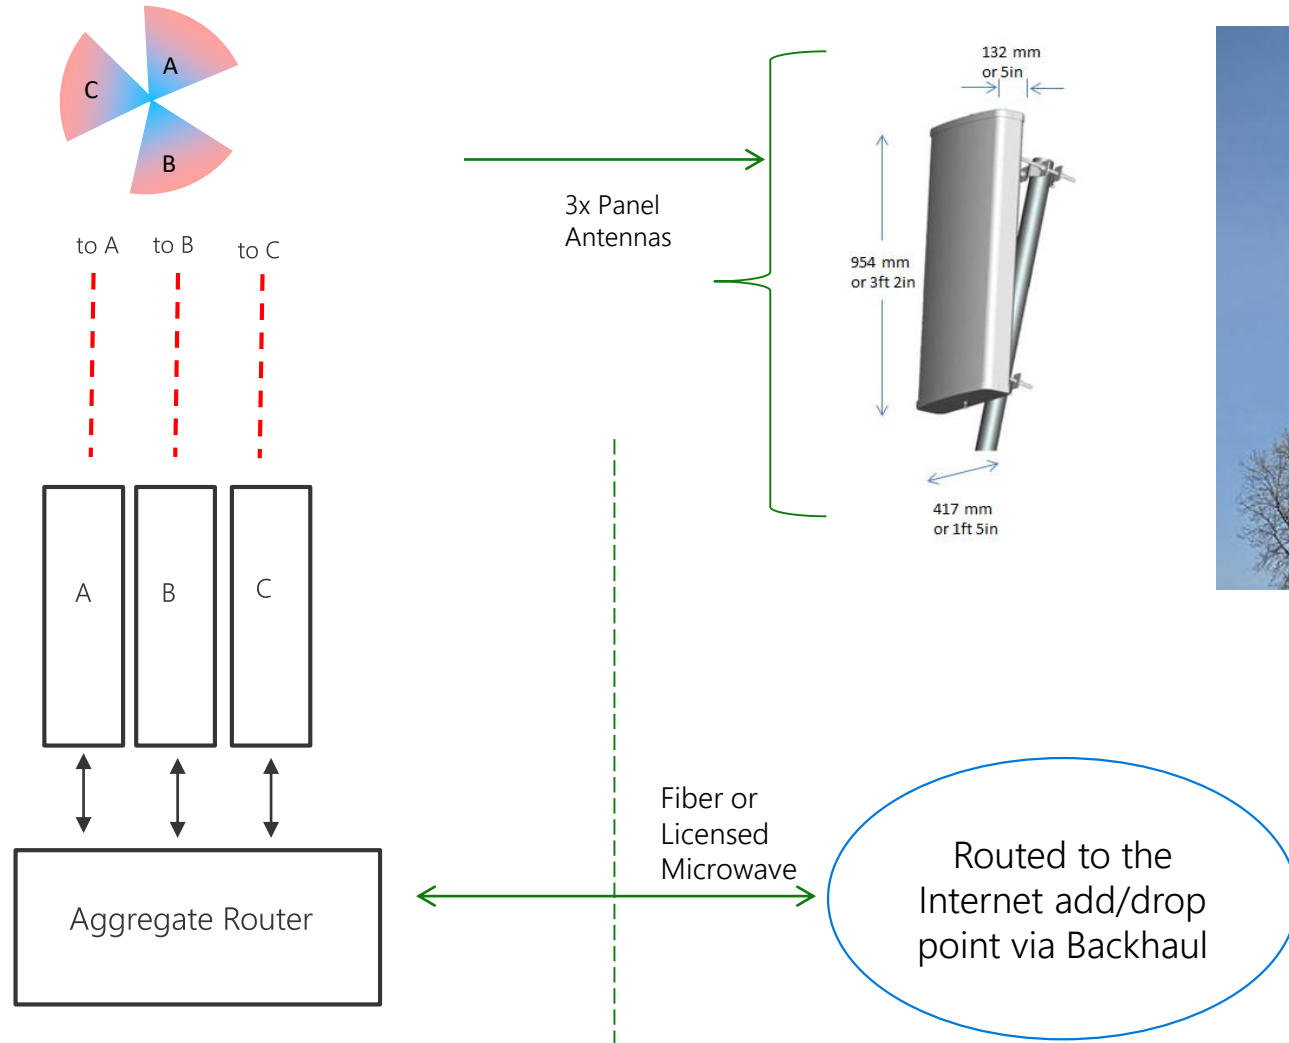 A
C
B
132 mm
or 5in
3x Panel
Antennas
to A
to B
to C
954 mm
or 3ft 2in
417 mm
or 1ft 5in
A
B
C
Fiber or
Licensed
Microwave
Aggregate Router
Routed to the
Internet add/drop
point via Backhaul